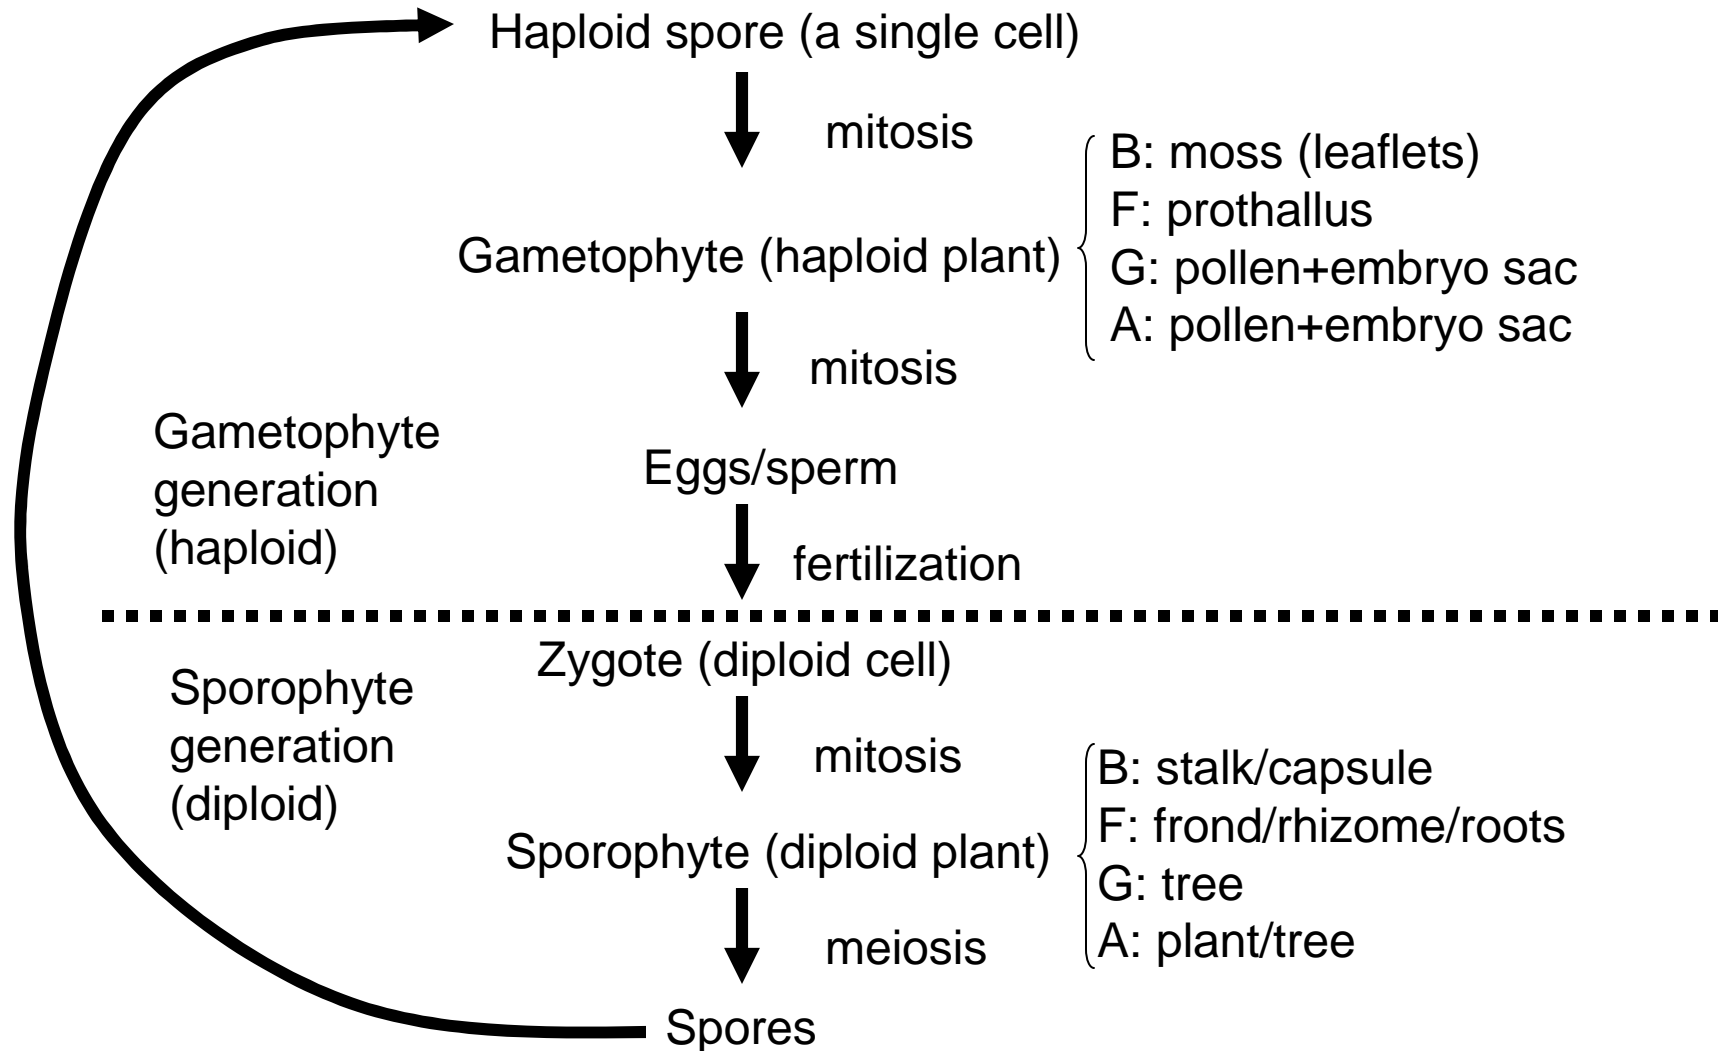 Haploid spore (a single cell)
mitosis
B: moss (leaflets)
F: prothallus
Gametophyte (haploid plant)
G: pollen+embryo sac
A: pollen+embryo sac
mitosis
Gametophyte
generation
(haploid)
Eggs/sperm
fertilization
Zygote (diploid cell)
Sporophyte
generation
(diploid)
mitosis
B: stalk/capsule
F: frond/rhizome/roots
Sporophyte (diploid plant)
G: tree
A: plant/tree
meiosis
Spores